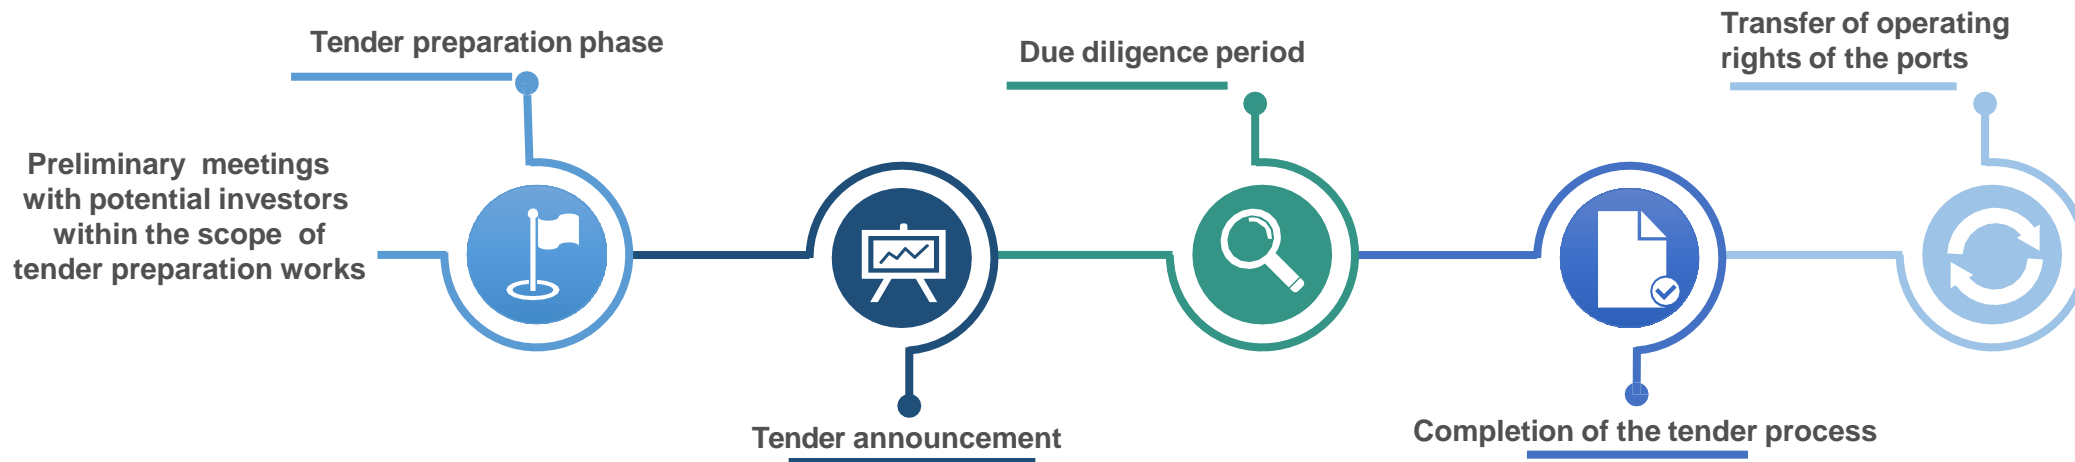 Preliminary meetings
with potential investors
within the scope of
tender preparation works
Tender preparation phase
Tender announcement
Due diligence period
Completion of the tender process
Transfer of operating
rights of the ports